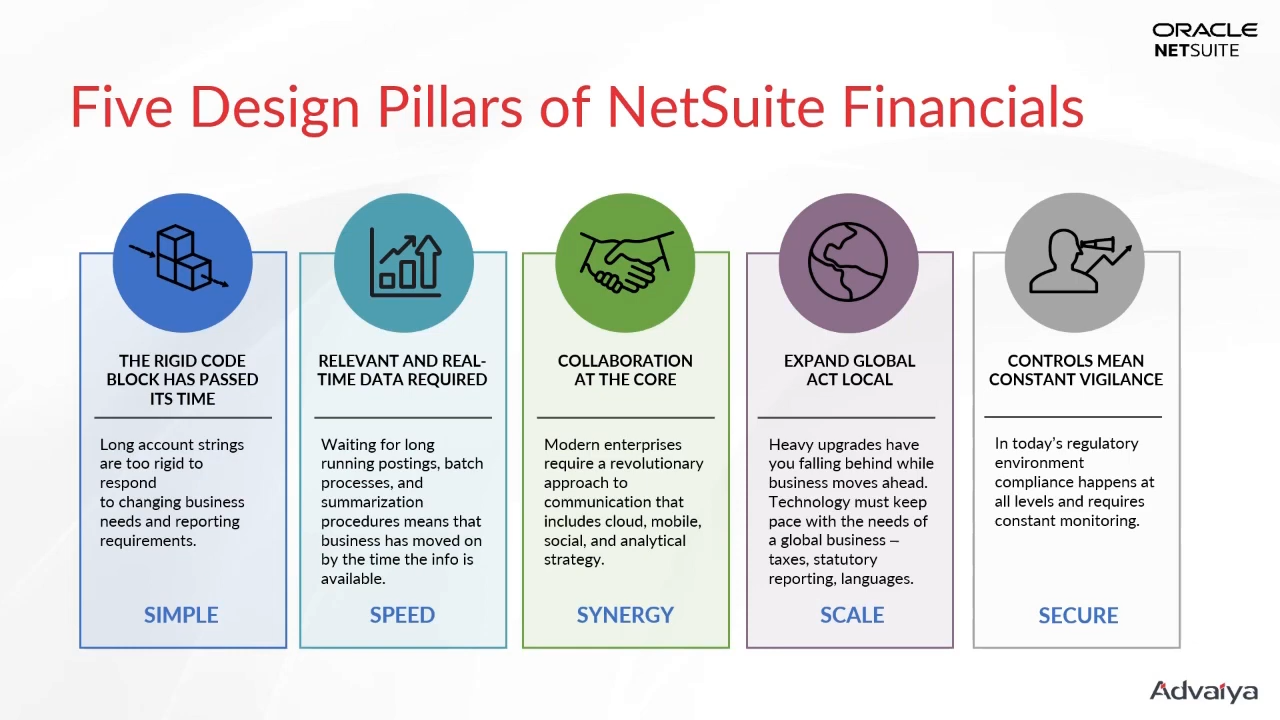 ORACLE
NETSUITE
Five Design Pillars of NetSuite Financials
THE RIGID CODE
BLOCK HAS PASSED
ITS TIME
Long account strings
are too rigid to
respond
to changing business
needs and reporting
requirements.
SIMPLE
RELEVANT AND REAL-
TIME DATA REQUIRED
Waiting for long
running postings, batch
processes, and
summarization
procedures means that
business has moved on
by the time the info is
available.
SPEED
COLLABORATION
AT THE CORE
Modern enterprises
require a revolutionary
approach to
communication that
includes cloud, mobile,
social, and analytical
strategy.
SYNERGY
EXPAND GLOBAL
ACT LOCAL
Heavy upgrades have
you falling behind while
business moves ahead.
Technology must keep
pace with the needs of
a global business –
taxes, statutory
reporting, languages.
SCALE
CONTROLS MEAN
CONSTANT VIGILANCE
In today’s regulatory
environment
compliance happens at
all levels and requires
constant monitoring.
SECURE
Advaiya